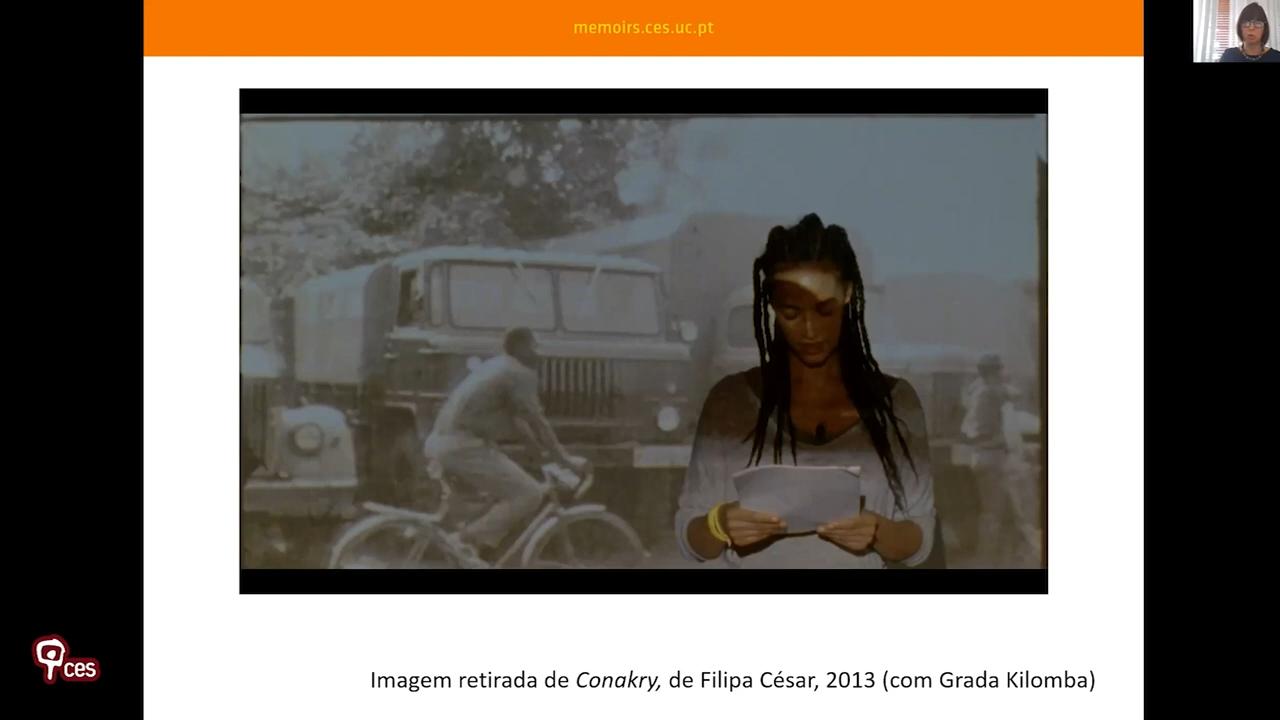 memoirs.ces.uc.pt
ces
Imagem retirada de Conakry, de Filipa César, 2013 (com Grada Kilomba)